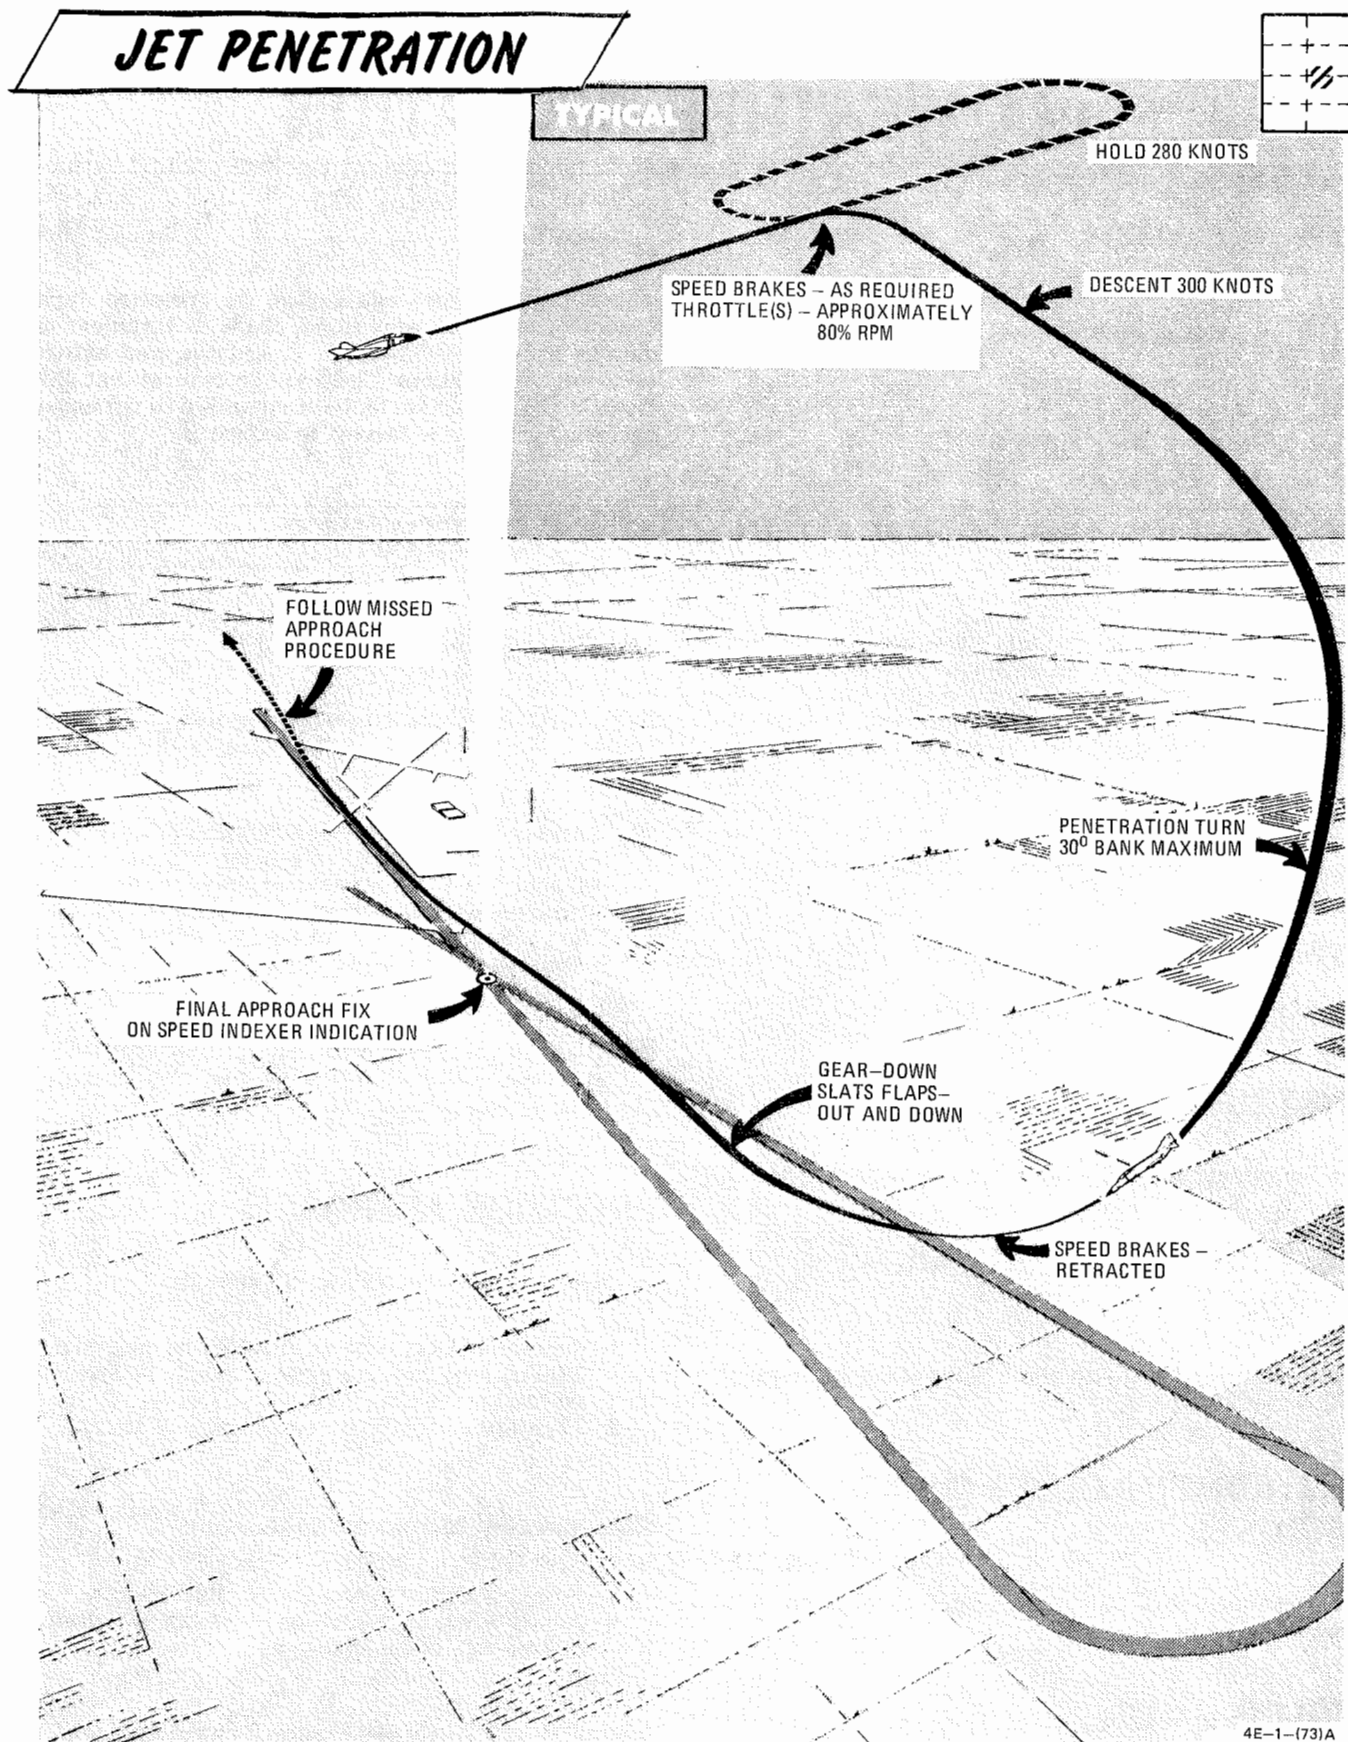 JET PENETRATION
TYPICAL
HOLD 280 KNOTS
SPEED BRAKES – AS REQUIRED
THROTTLE(S) – APPROXIMATELY
80% RPM
DESCENT 300 KNOTS
FOLLOW MISSED
APPROACH
PROCEDURE
PENETRATION TURN
30⁰ BANK MAXIMUM
FINAL APPROACH FIX
ON SPEED INDEXER INDICATION
GEAR–DOWN
SLATS FLAPS–
OUT AND DOWN
SPEED BRAKES –
RETRACTED
4E–1–(73)A